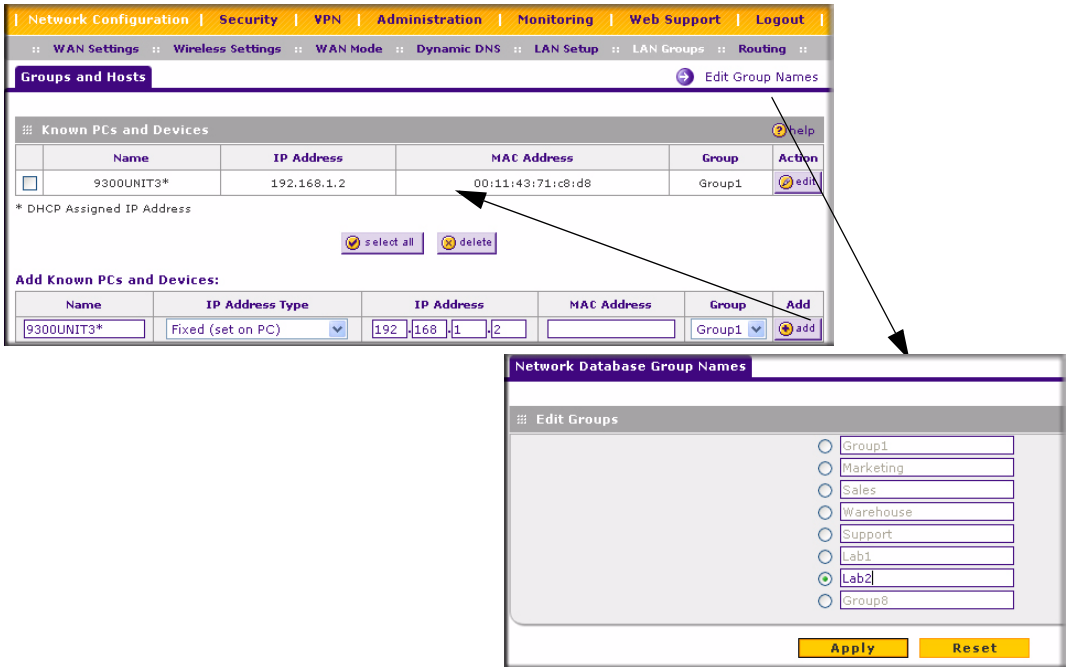 | Network Configuration | Security | VPN | Administration | Monitoring | Web Support | Logout |
:: WAN Settings :: Wireless Settings :: WAN Mode :: Dynamic DNS :: LAN Setup :: LAN Groups :: Routing ::
Groups and Hosts Edit Group Names
Known PCs and Devices help
Name IP Address MAC Address Group Action
9300UNIT3* 192.168.1.2 00:11:43:71:c8:d8 Group1 edit
* DHCP Assigned IP Address
select all delete
Add Known PCs and Devices:
Name IP Address Type IP Address MAC Address Group Add
9300UNIT3* Fixed (set on PC) 192 .168 .1 .2 Group1 add
Network Database Group Names
Edit Groups
Group1
Marketing
Sales
Warehouse
Support
Lab1
Lab2
Group8
Apply Reset